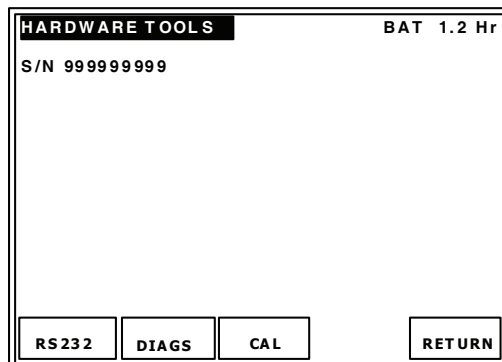 HARDWARE TOOLS BAT 1.2 Hr
S/N 999999999
RS232 DIAGS CAL RETURN